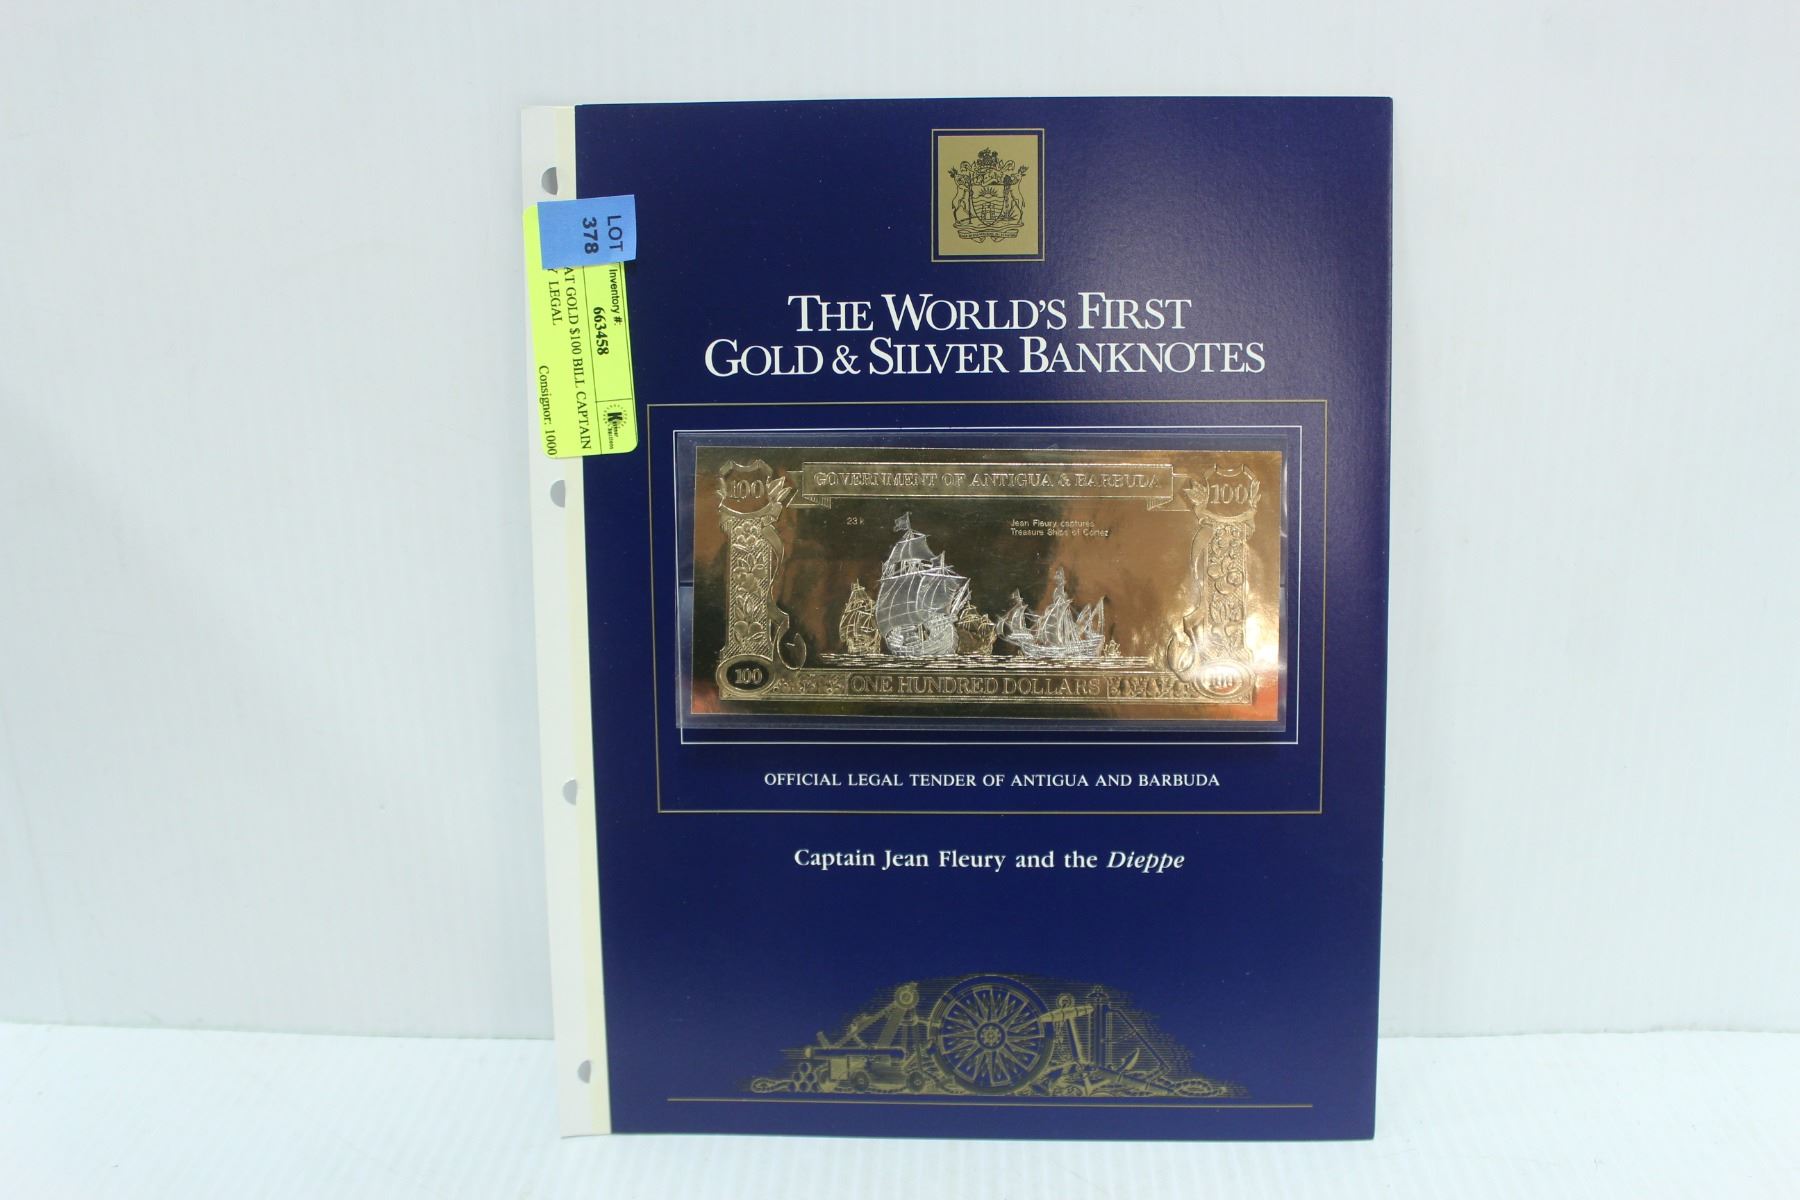 LOT
378
Inventory #:
663458
AT GOLD $100 BILL CAPTAIN
Y LEGAL
Consignor: 1000
THE WORLD'S FIRST
GOLD & SILVER BANKNOTES
100
GOVERNMENT OF ANTIGUA & BARBUDA
100
23k
Jean Fleury captures
Treasure Ships of Cortez
100
ONE HUNDRED DOLLARS
100
OFFICIAL LEGAL TENDER OF ANTIGUA AND BARBUDA
Captain Jean Fleury and the Dieppe